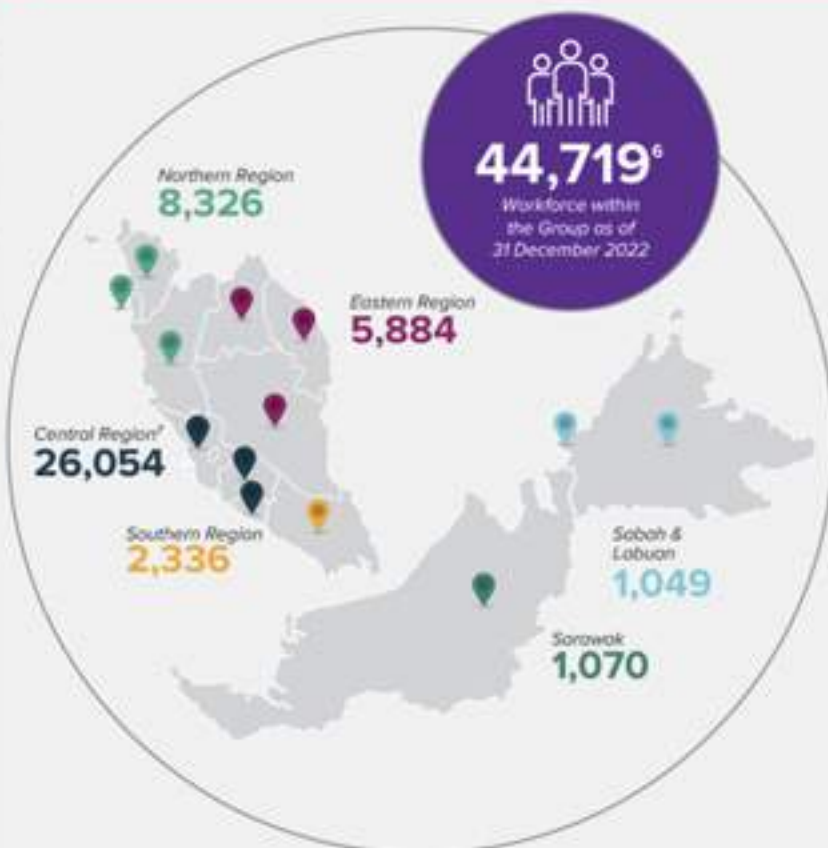 44,719⁶
Workforce within
the Group as of
31 December 2022
Northern Region
8,326
Eastern Region
5,884
Central Region⁷
26,054
Southern Region
2,336
Sabah &
Labuan
1,049
Sarawak
1,070